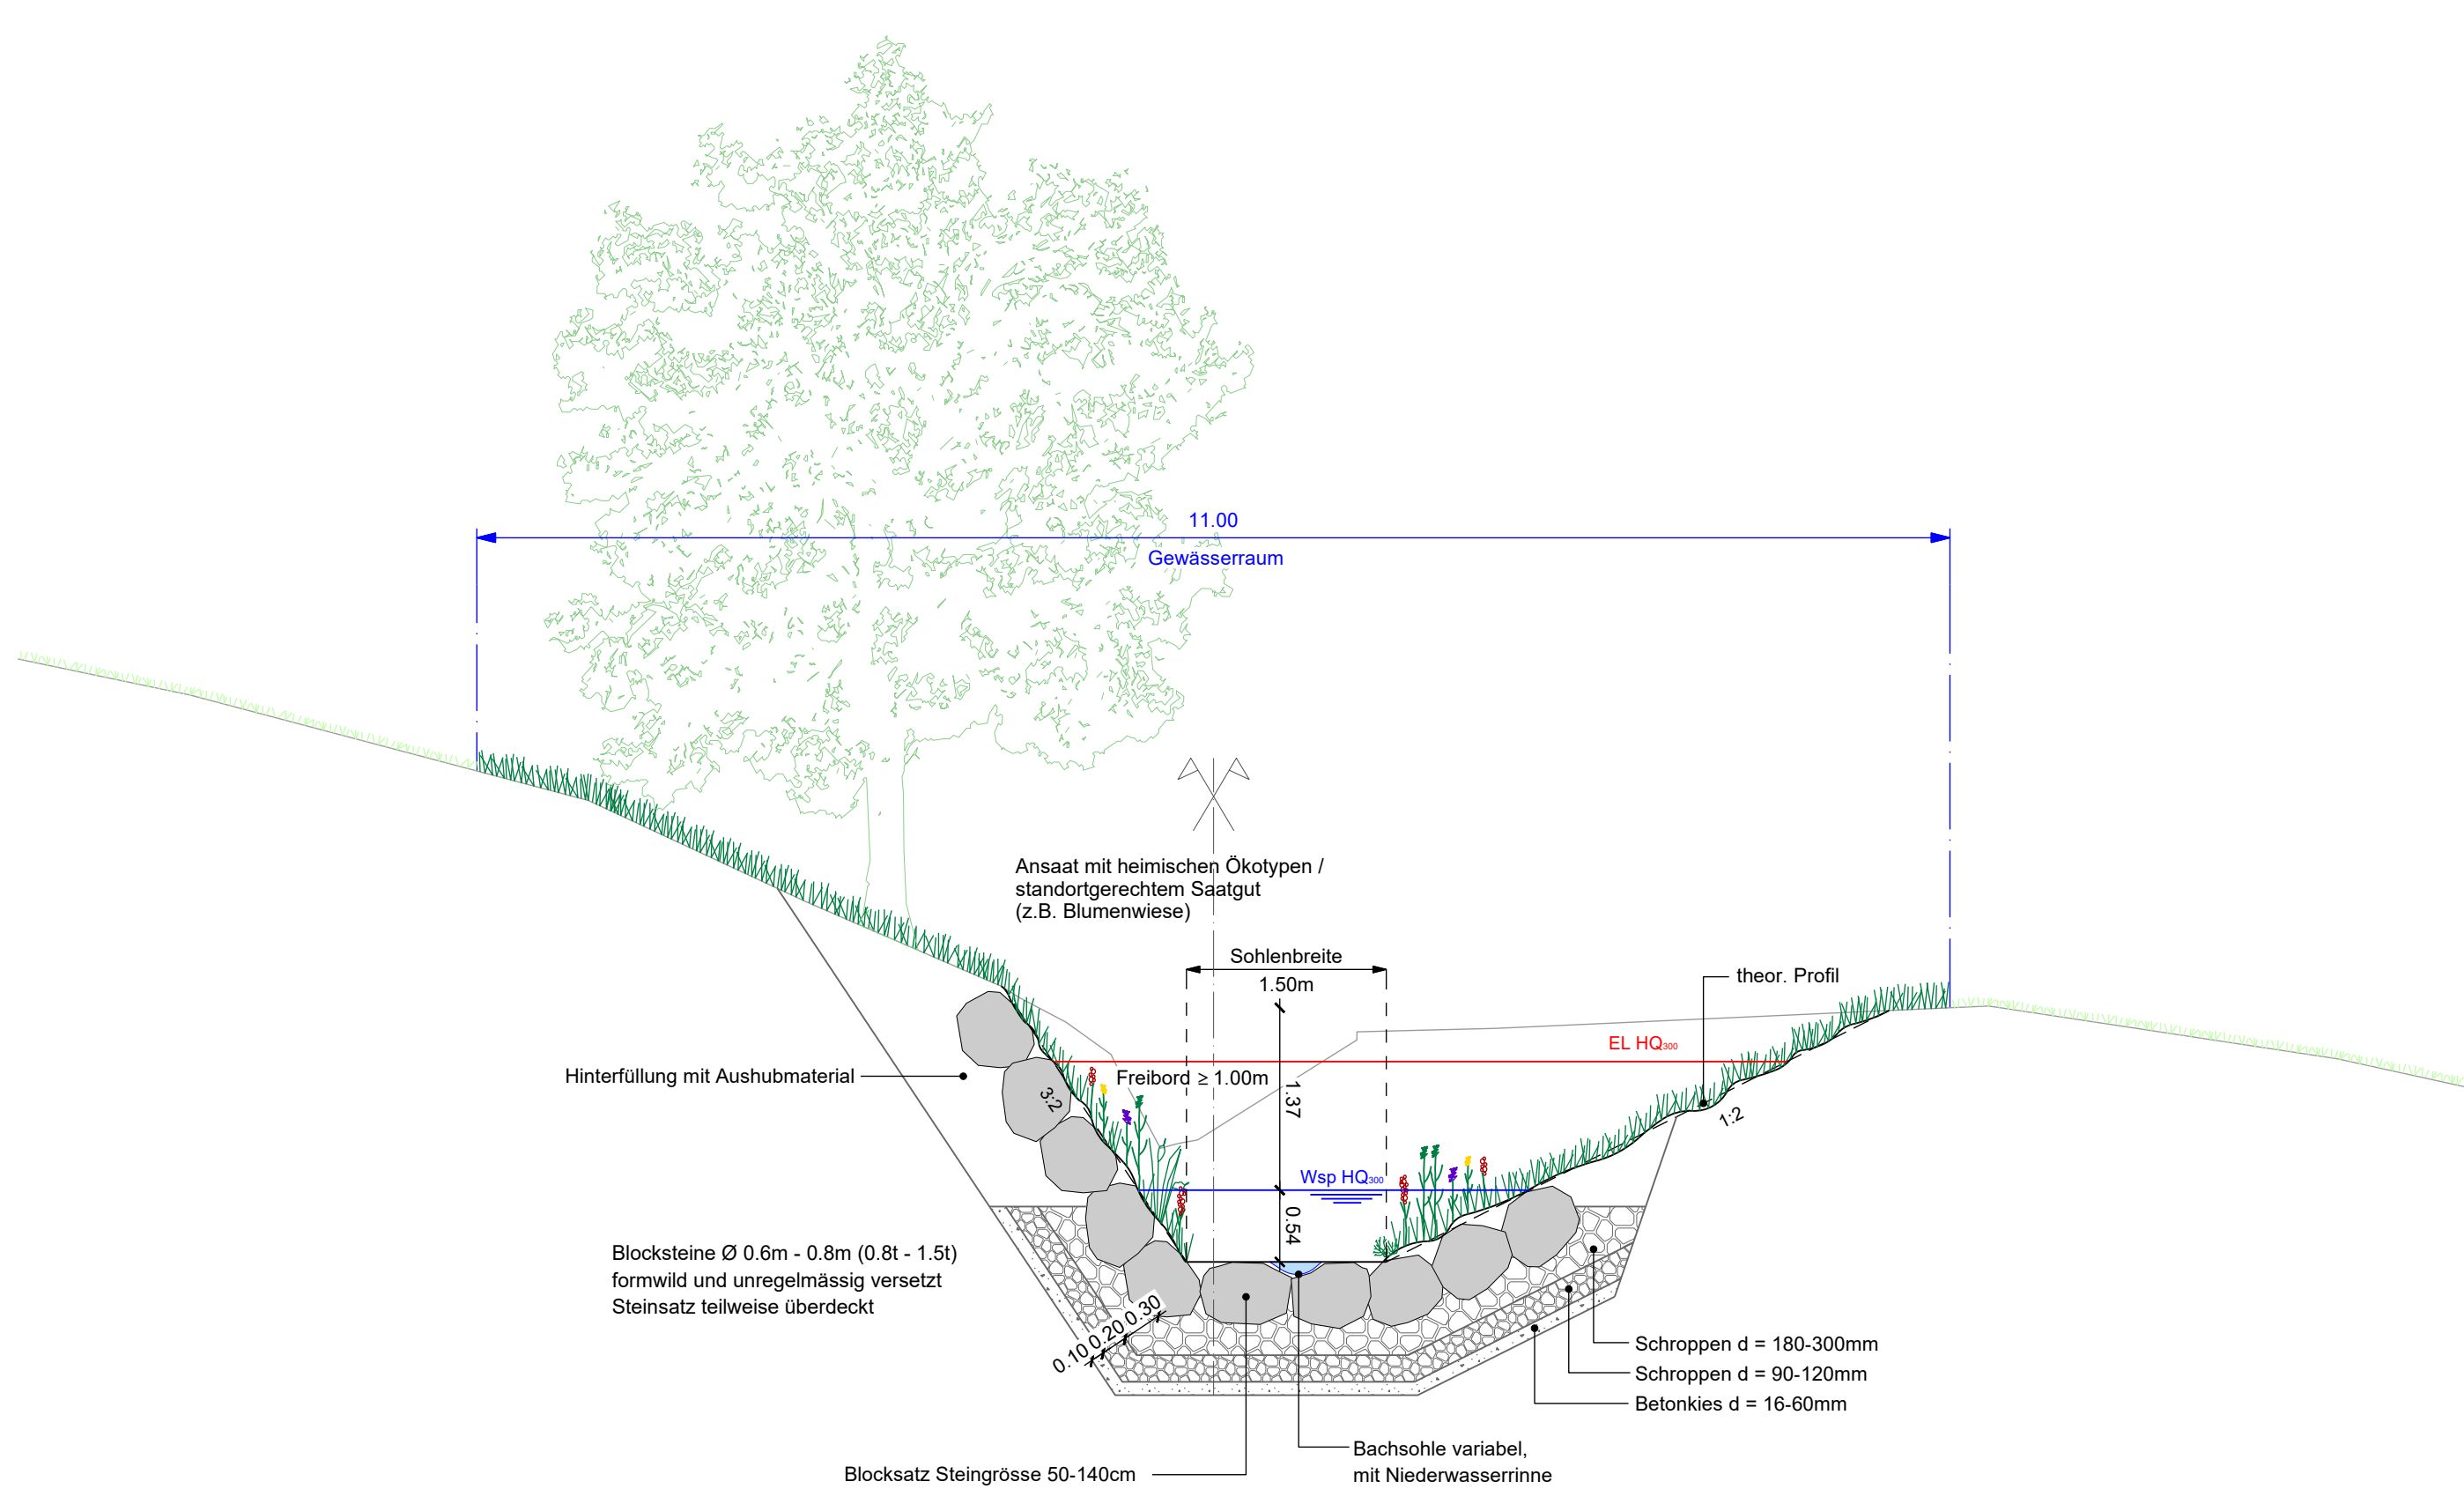 11.00
Gewässerraum
Ansaat mit heimischen Ökotypen /
standortgerechtem Saatgut
(z.B. Blumenwiese)
Sohlenbreite
1.50m
theor. Profil
EL HQ300
Hinterfüllung mit Aushubmaterial
3:2
Freibord ≥ 1.00m
1.37
1:2
Wsp HQ300
0.54
Blocksteine Ø 0.6m - 0.8m (0.8t - 1.5t)
formwild und unregelmässig versetzt
Steinsatz teilweise überdeckt
0.10 0.20 0.30
Schroppen d = 180-300mm
Schroppen d = 90-120mm
Betonkies d = 16-60mm
Bachsohle variabel,
mit Niederwasserrinne
Blocksatz Steingrösse 50-140cm